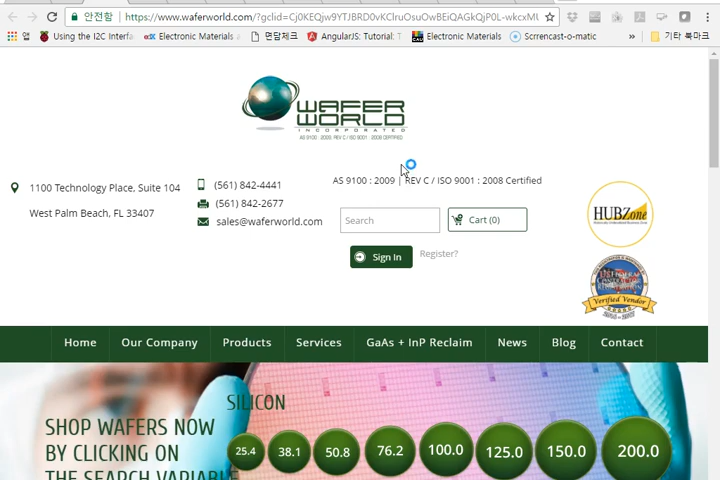 안전함 | https://www.waferworld.com/?gclid=Cj0KEQjw9YTJBRD0vKClruOsuOwBEiQAGkQjP0L-wkcxMU
앱 Using the I2C Interfa Electronic Materials a 면담체크 AngularJS: Tutorial: T Electronic Materials Scrrencast-o-matic » 기타 북마크
WAFER
WORLD
INCORPORATED
AS 9100 : 2009, REV C / ISO 9001 : 2008 CERTIFIED
AS 9100 : 2009 | REV C / ISO 9001 : 2008 Certified
1100 Technology Place, Suite 104
West Palm Beach, FL 33407
(561) 842-4441
(561) 842-2677
sales@waferworld.com
Search
Cart (0)
Sign In
Register?
HUBZone
Verified Vendor
Home Our Company Products Services GaAs + InP Reclaim News Blog Contact
SHOP WAFERS NOW
BY CLICKING ON
THE SEARCH VARIABLE
SILICON
25.4 38.1 50.8 76.2 100.0 125.0 150.0 200.0